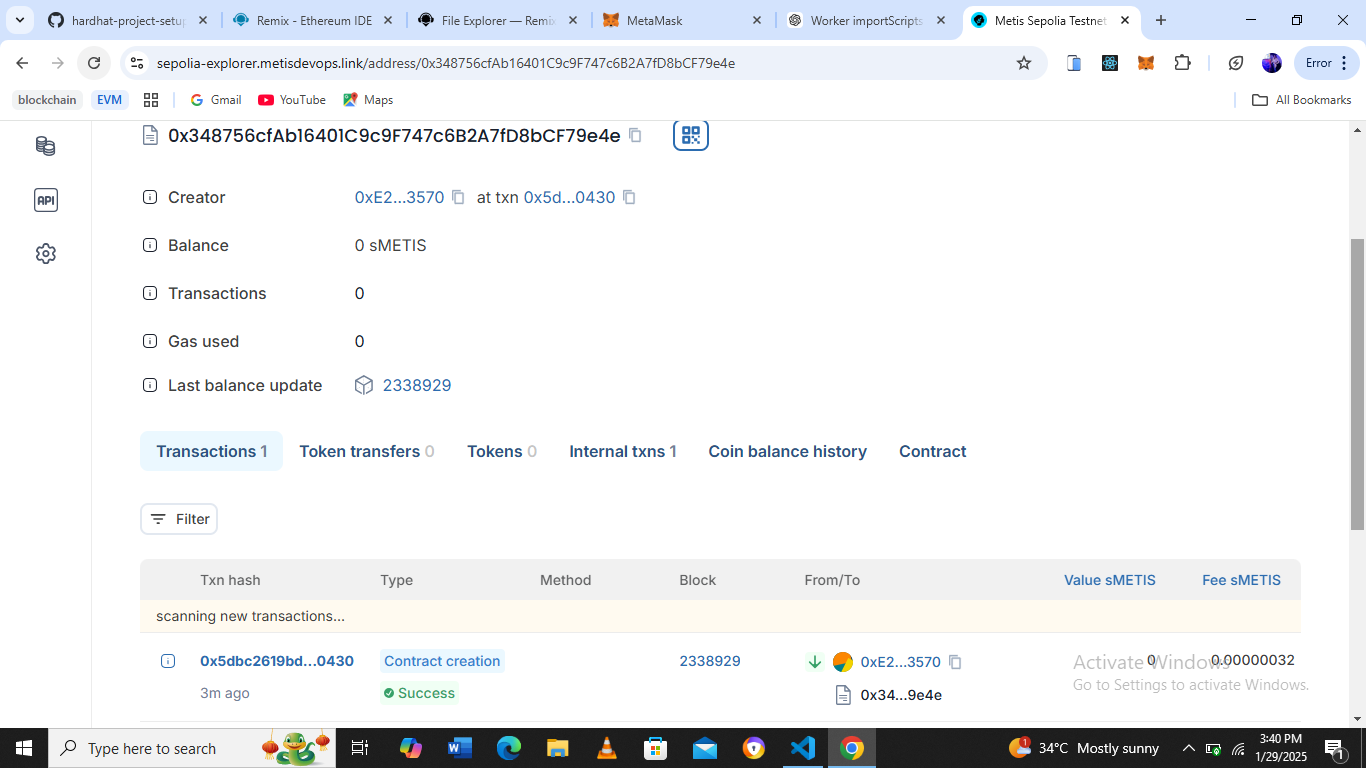 hardhat-project-setup
Remix - Ethereum IDE
File Explorer — Remix
MetaMask
Worker importScripts
Metis Sepolia Testnet
sepolia-explorer.metisdevops.link/address/0x348756cfAb16401C9c9F747c6B2A7fD8bCF79e4e
Error
blockchain
EVM
Gmail
YouTube
Maps
All Bookmarks
0x348756cfAb16401C9c9F747c6B2A7fD8bCF79e4e
API
Creator 0xE2...3570 at txn 0x5d...0430
Balance 0 sMETIS
Transactions 0
Gas used 0
Last balance update 2338929
Transactions 1 Token transfers 0 Tokens 0 Internal txns 1 Coin balance history Contract
Filter
Txn hash Type Method Block From/To Value sMETIS Fee sMETIS
scanning new transactions...
0x5dbc2619bd...0430 Contract creation 2338929 0xE2...3570 0 0.00000032
3m ago Success 0x34...9e4e
Activate Windows
Go to Settings to activate Windows.
Type here to search
1
34°C Mostly sunny
3:40 PM
1/29/2025
1